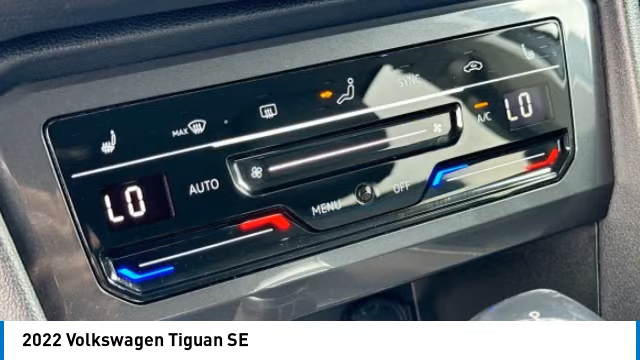 MAX
SYNC
A/C
LO
LO
AUTO
MENU
OFF
2022 Volkswagen Tiguan SE